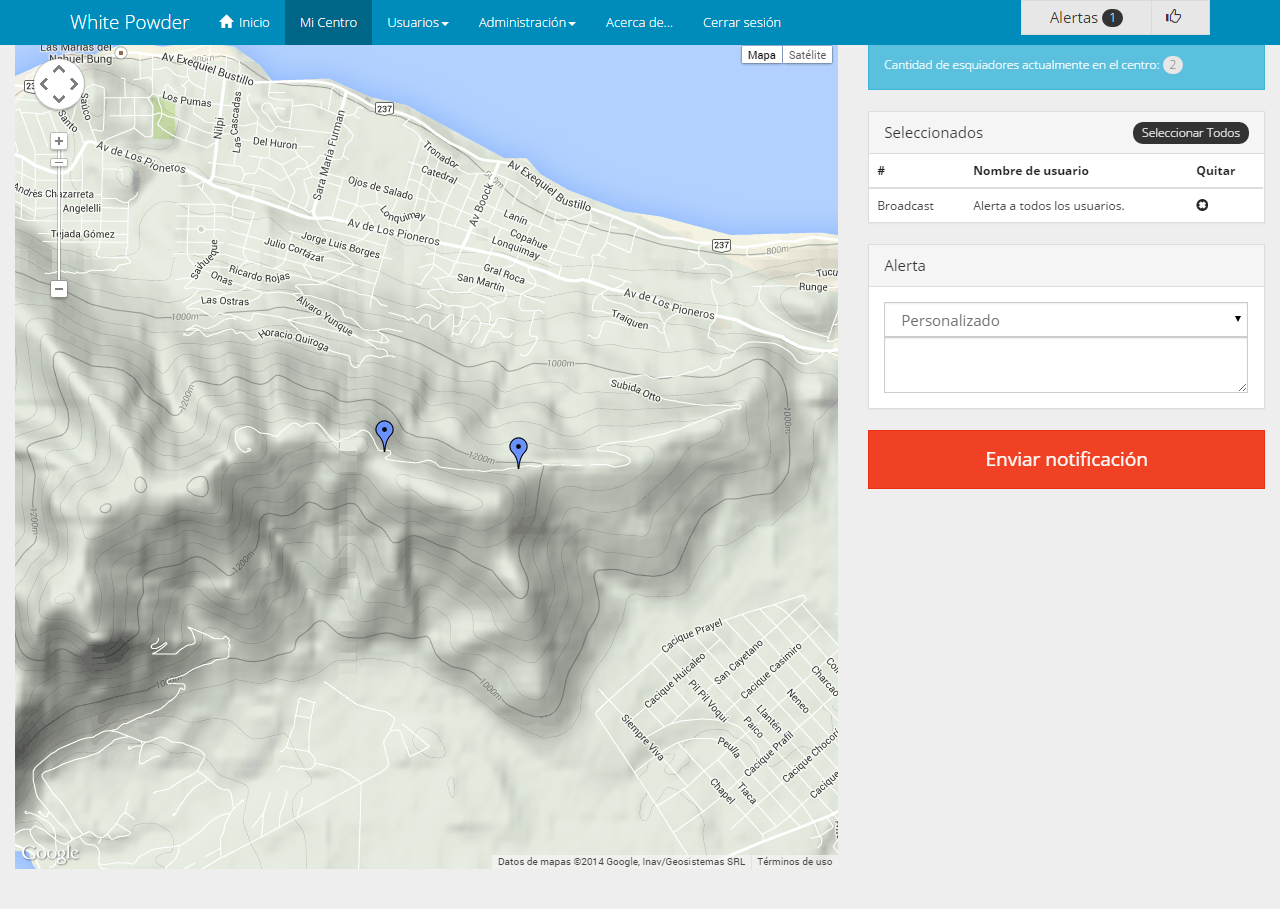 White Powder
Inicio
Mi Centro
Usuarios
Administración
Acerca de...
Cerrar sesión
Alertas 1
Las Marías del
Nahuel Bung
Av Exequiel Bustillo
237
Mapa
Satélite
Los Pumas
Sauco
Santo
Nilpi
Las Cascadas
Del Huron
Av de Los Pioneros
Sara María Furman
Tronador
Catedral
Av Exequiel Bustillo
Ojos de Salado
Av Boock
Andrés Chazarreta
Angelelli
Lonquimay
Lanín
Tejada Gómez
Av de Los Pioneros
Copahue
Lonquimay
237
800m
Jorge Luis Borges
Julio Cortázar
Salhueque
Ricardo Rojas
Onas
Gral Roca
San Martín
Tucu
Runge
Las Ostras
Alvaro Yunque
Av de Los Pioneros
Traiquen
1000m
Horacio Quiroga
1000m
Subida Otto
1200m
1000m
1200m
1200m
1200m
Cacique Prayel
San Cayetano
Cacique Huicaleo
Cacique Casimiro
1000m
Pil Pil Voqui
Neneo
Charcao
Llantén
Paico
Siempre Viva
Peulla
Cacique Prafil
Cacique Chocori
Chapel
Tiaca
Cacique
Google
Datos de mapas ©2014 Google, Inav/Geosistemas SRL
Términos de uso
Cantidad de esquiadores actualmente en el centro: 2
Seleccionados
Seleccionar Todos
# Nombre de usuario Quitar
Broadcast Alerta a todos los usuarios.
Alerta
Personalizado
Enviar notificación